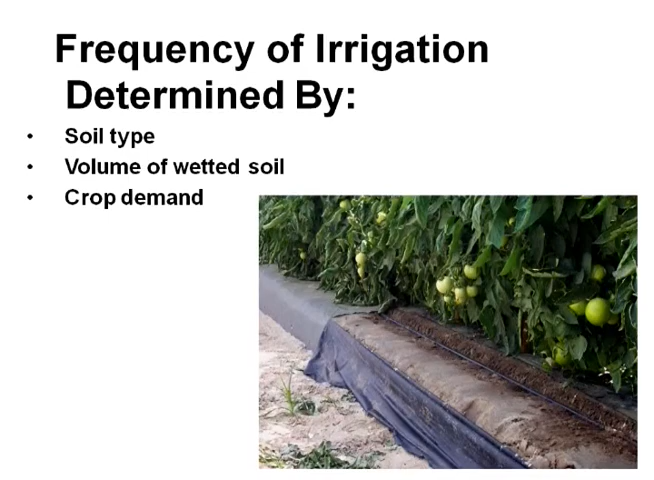 Frequency of Irrigation
Determined By:
• Soil type
• Volume of wetted soil
• Crop demand